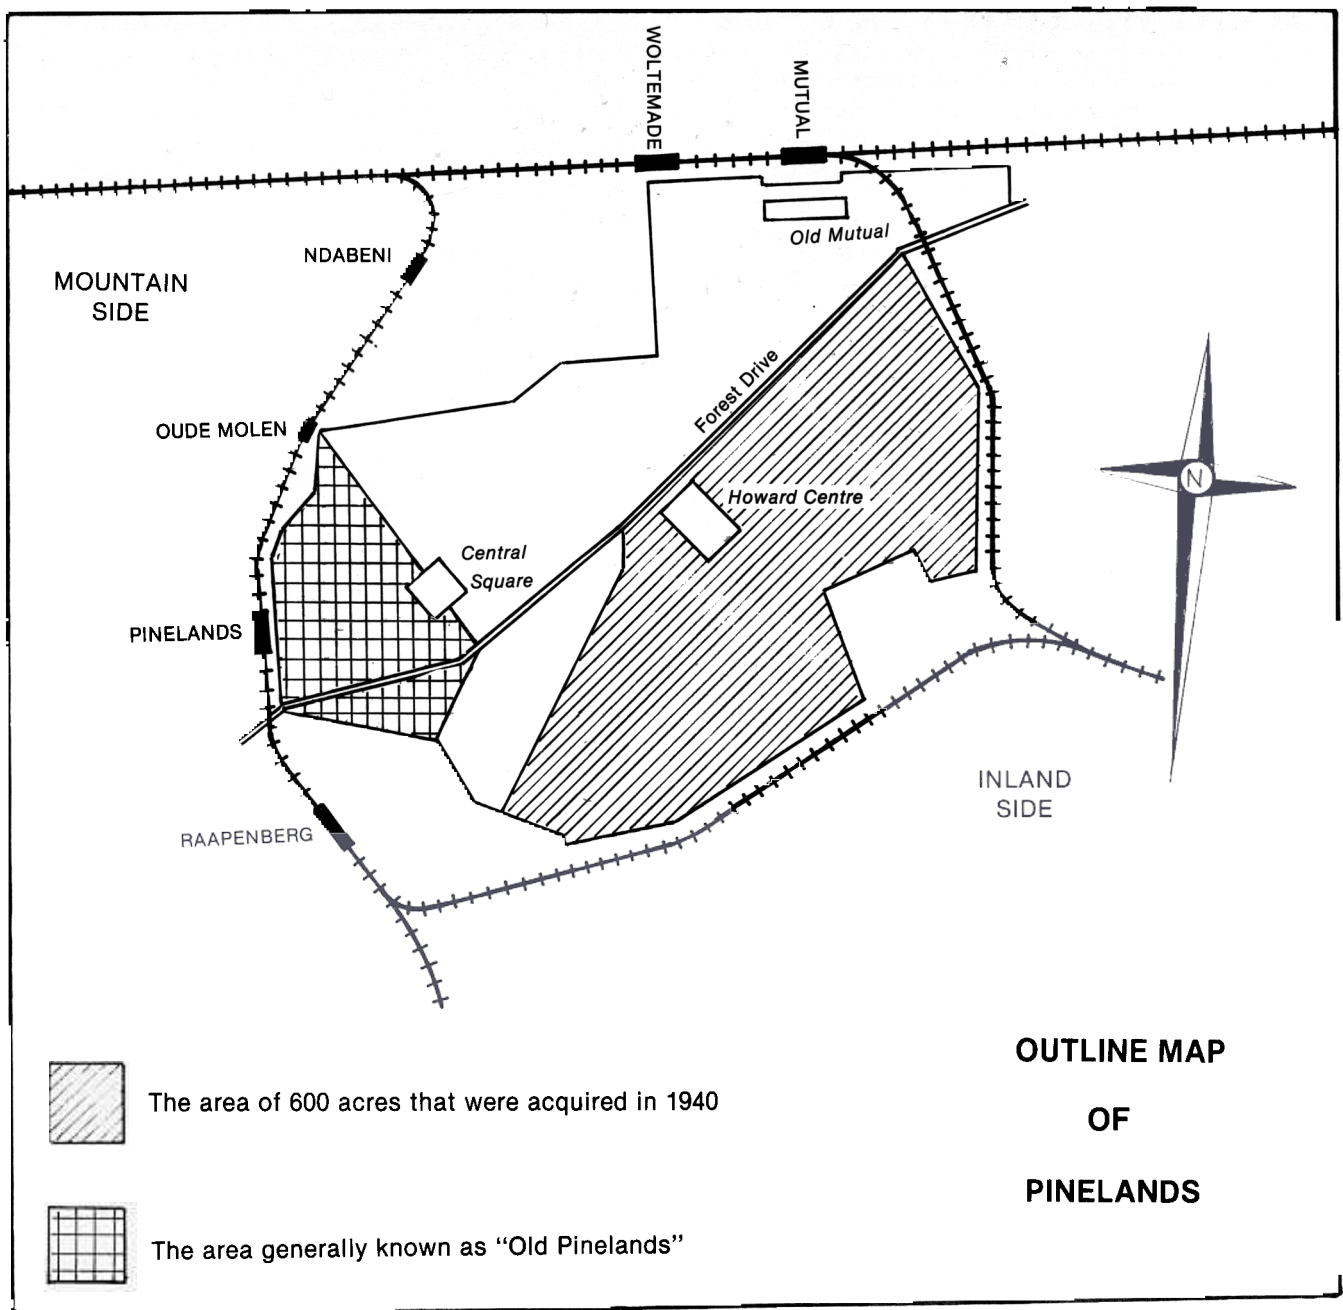 WOLTEMADE
MUTUAL
Old Mutual
NDABENI
MOUNTAIN
SIDE
Forest Drive
OUDE MOLEN
Howard Centre
N
Central
Square
PINELANDS
INLAND
SIDE
RAAPENBERG
OUTLINE MAP
OF
PINELANDS
The area of 600 acres that were acquired in 1940
The area generally known as “Old Pinelands”